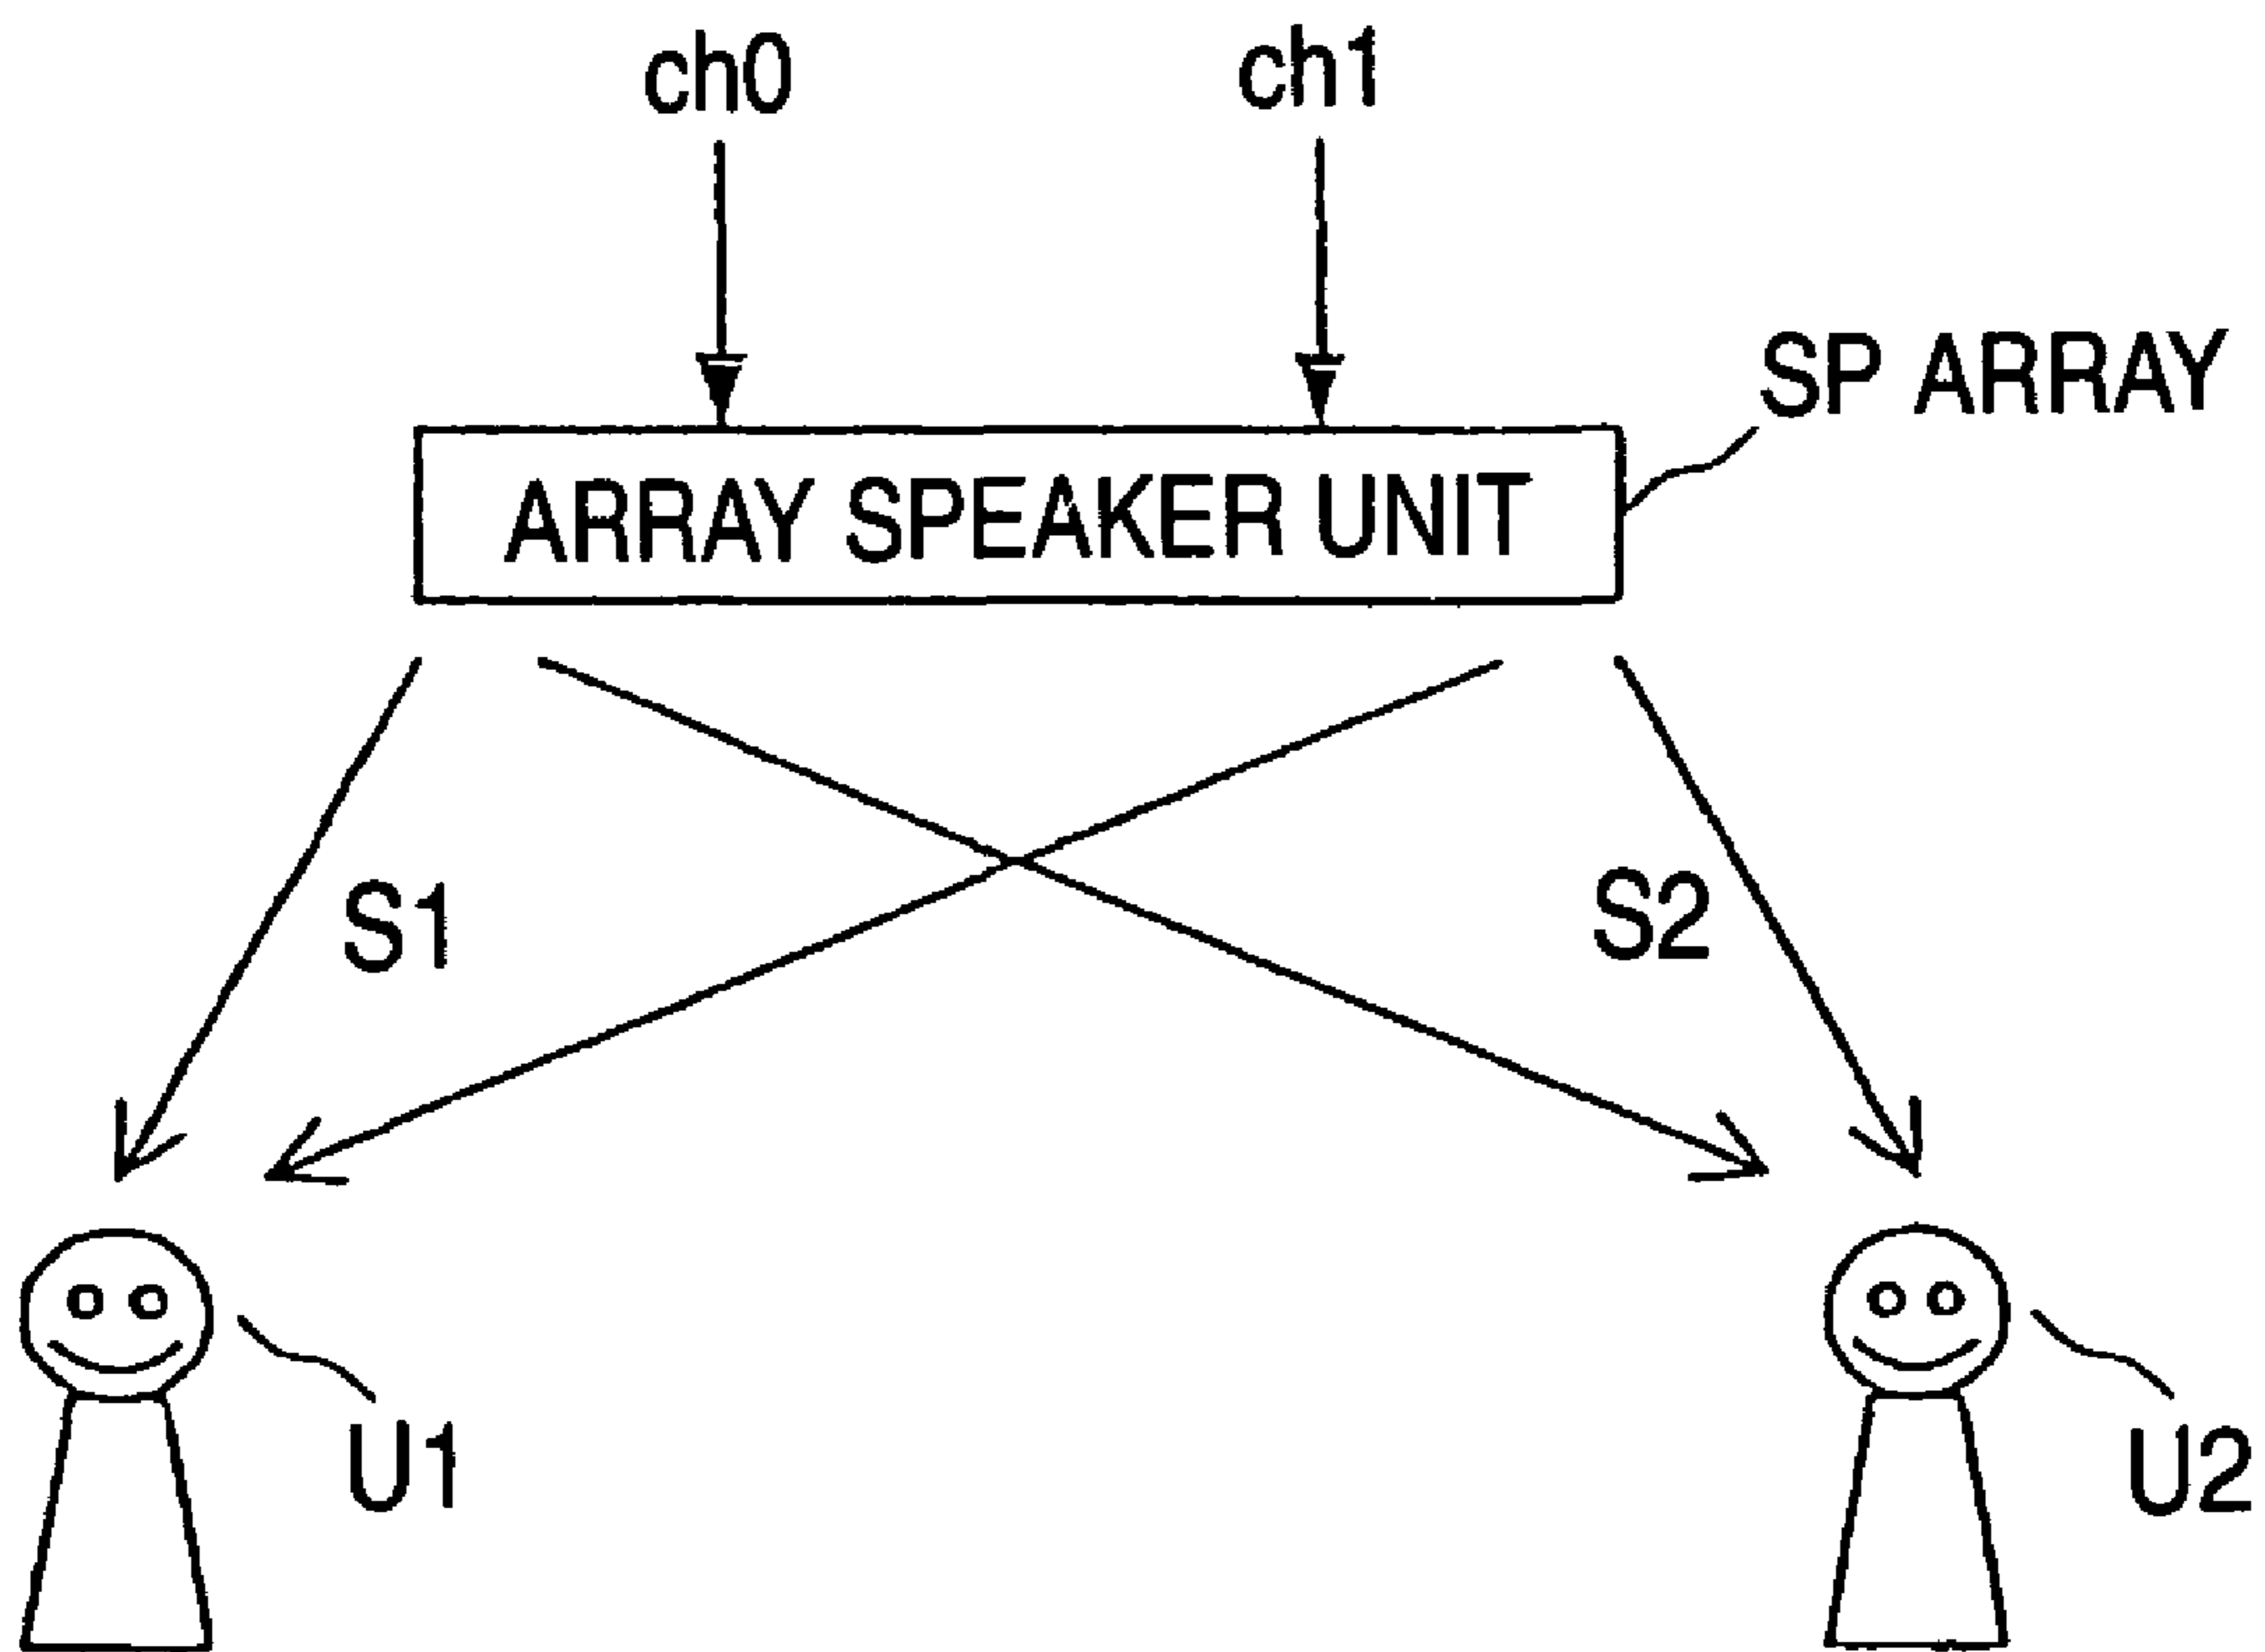 ch0
ch1
SP ARRAY
ARRAY SPEAKER UNIT
S1
S2
U1
U2